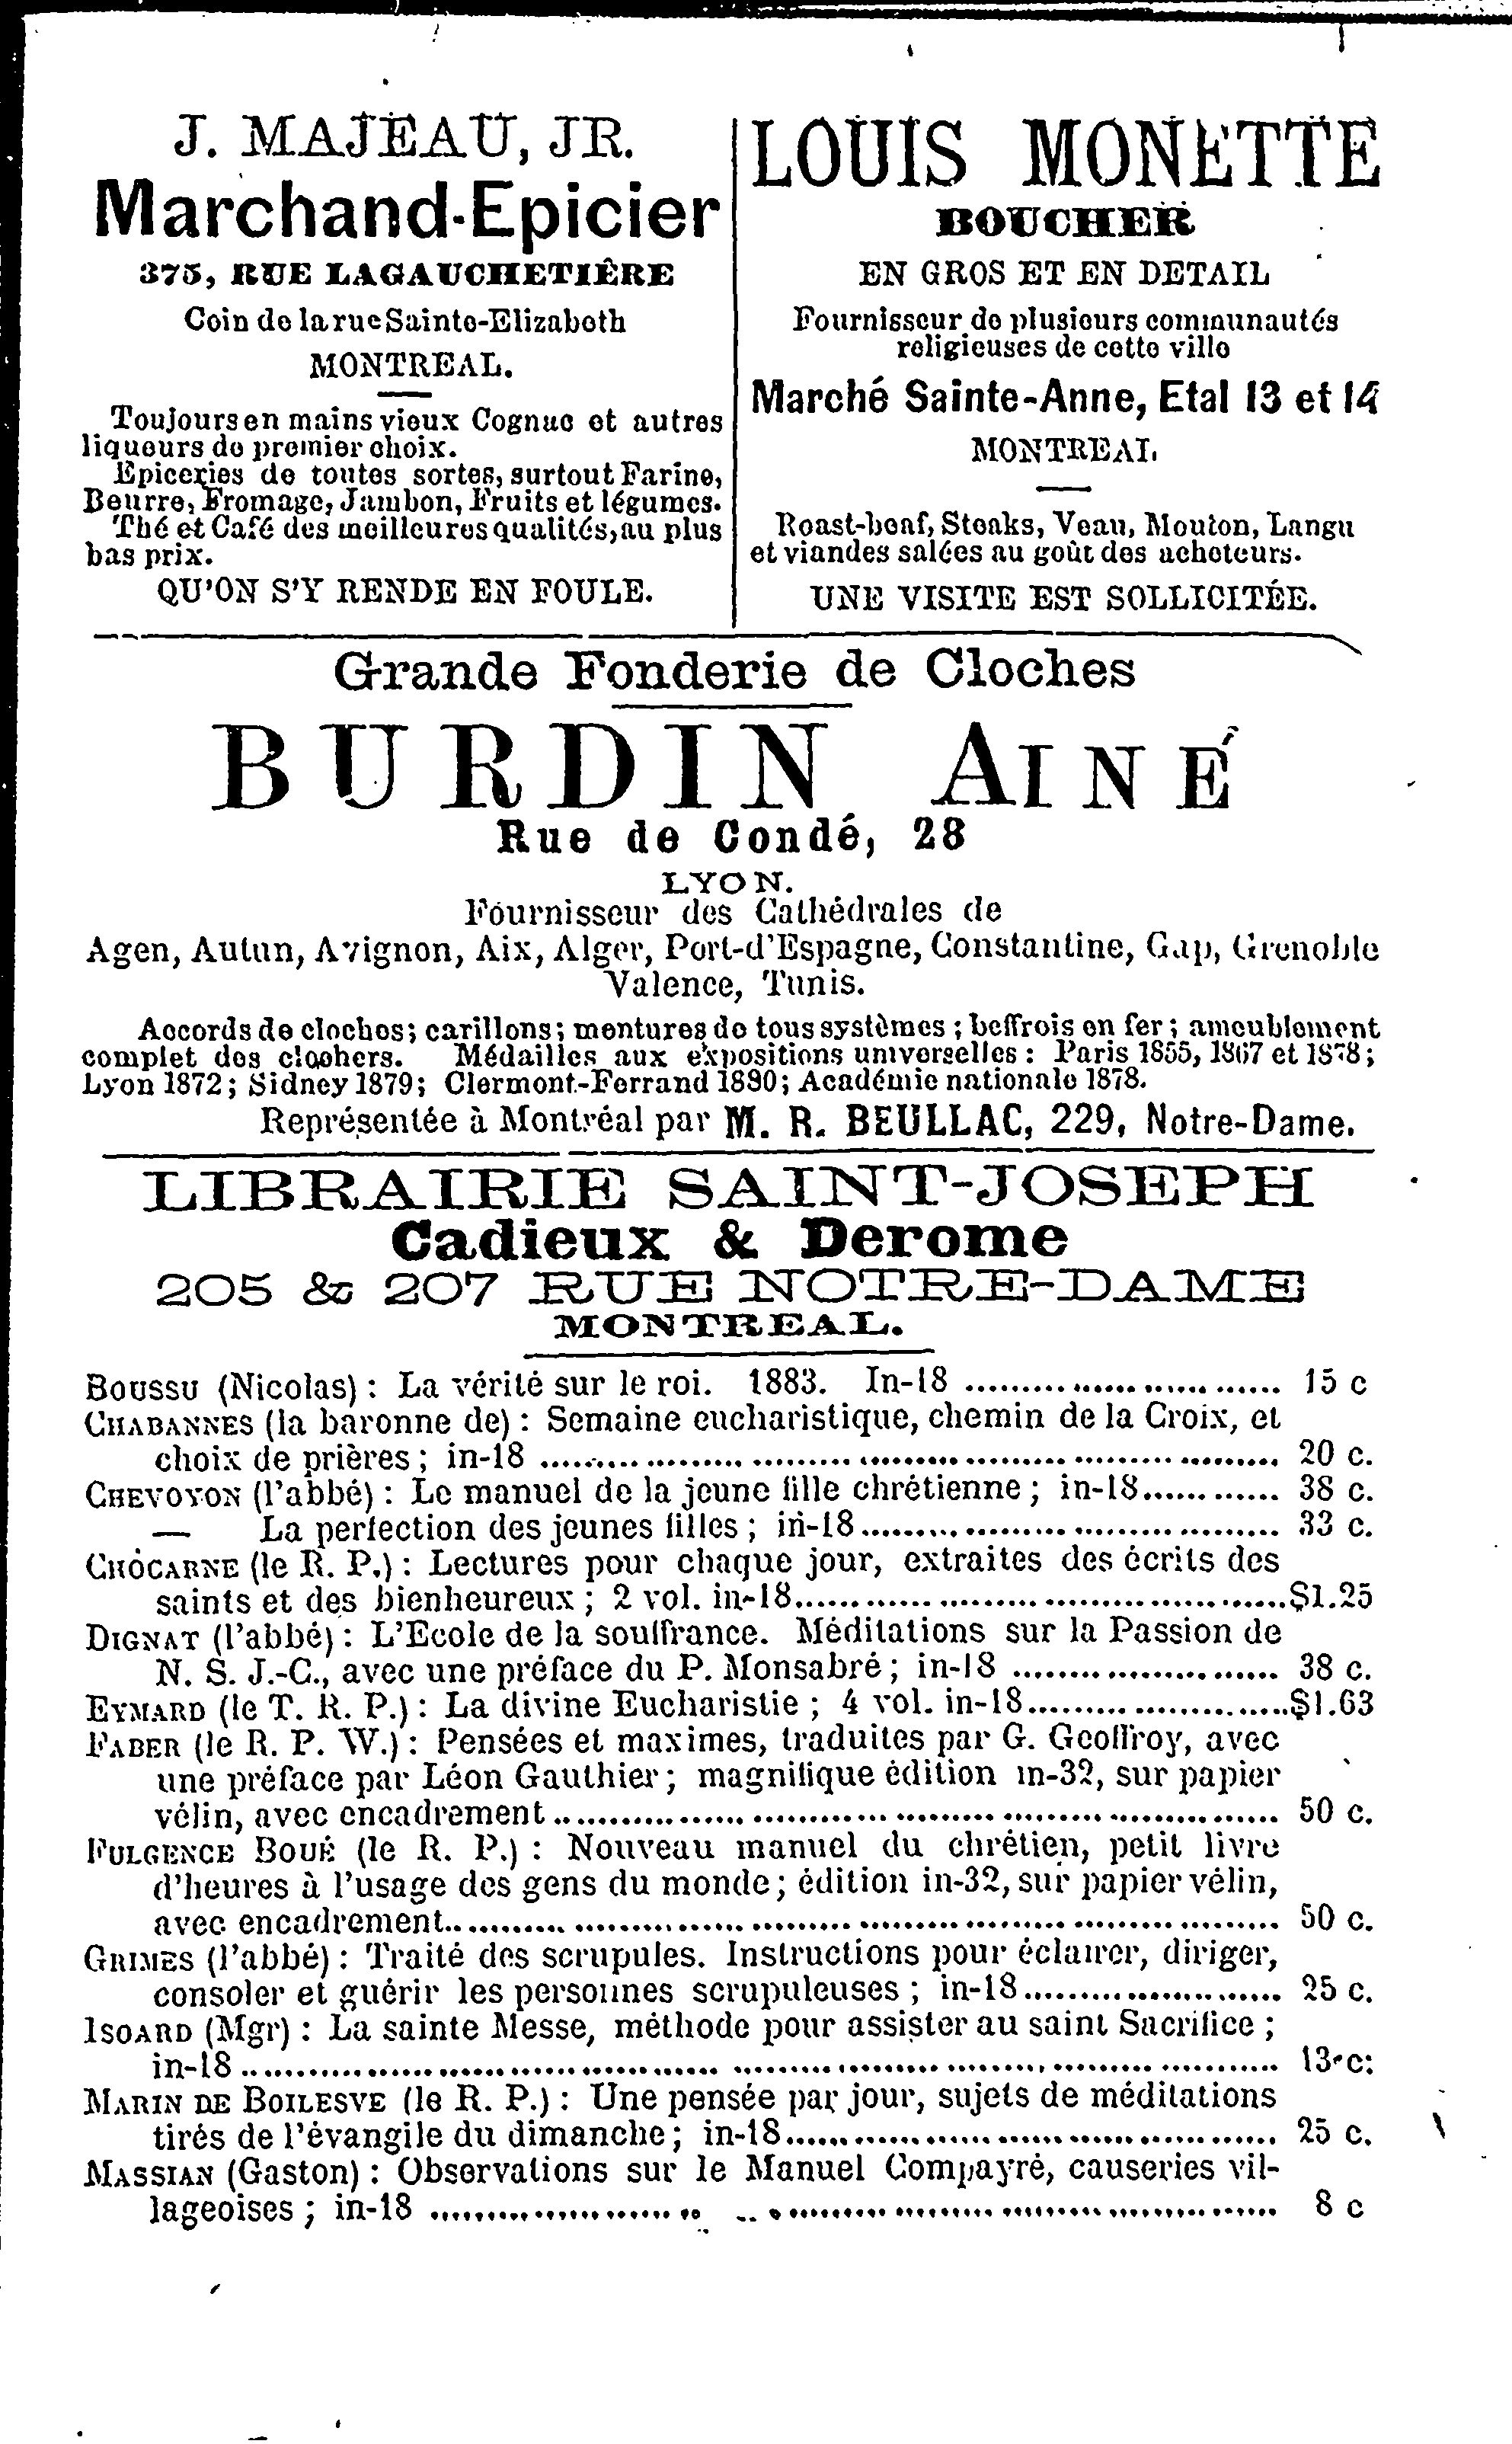 J. MAJEAU, JR.
Marchand-Epicier
375, RUE LAGAUCHETIÈRE
Coin de la rue Sainte-Elizabeth
MONTREAL.
Toujours en mains vieux Cognac et autres
liqueurs de premier choix.
Epiceries de toutes sortes, surtout Farine,
Beurre, Fromage, Jambon, Fruits et légumes.
Thé et Café des meilleures qualités, au plus
bas prix.
QU'ON S'Y RENDE EN FOULE.
LOUIS MONETTE
BOUCHER
EN GROS ET EN DETAIL
Fournisseur de plusieurs communautés
religieuses de cette ville
Marché Sainte-Anne, Etal 13 et 14
MONTREAL
Roast-beaf, Steaks, Veau, Mouton, Langu
et viandes salées au goût des acheteurs.
UNE VISITE EST SOLLICITÉE.
Grande Fonderie de Cloches
BURDIN AINÉ
Rue de Condé, 28
LYON.
Fournisseur des Cathédrales de
Agen, Autun, Avignon, Aix, Alger, Port-d'Espagne, Constantine, Gap, Grenoble
Valence, Tunis.
Accords de cloches; carillons; montures de tous systèmes; beffrois en fer; ameublement
complet des clochers. Médailles aux expositions universelles: Paris 1855, 1867 et 1878;
Lyon 1872; Sidney 1879; Clermont-Ferrand 1880; Académie nationale 1878.
Représentée à Montréal par M. R. BEULLAC, 229, Notre-Dame.
LIBRAIRIE SAINT-JOSEPH
Cadieux & Derome
205 & 207 RUE NOTRE-DAME
MONTREAL.
BOUSSU (Nicolas): La vérité sur le roi. 1883. In-18 .......... 15 c
CHABANNES (la baronne de): Semaine eucharistique, chemin de la Croix, et
choix de prières; in-18 .......... 20 c.
CHEVOYON (l'abbé): Le manuel de la jeune fille chrétienne; in-18.......... 38 c.
— La perfection des jeunes filles; in-18.......... 33 c.
CHOCARNE (le R. P.): Lectures pour chaque jour, extraites des écrits des
saints et des bienheureux; 2 vol. in-18..........$1.25
DIGNAT (l'abbé): L'Ecole de la souffrance. Méditations sur la Passion de
N. S. J.-C., avec une préface du P. Monsabré; in-18 .......... 38 c.
EYMARD (le T. R. P.): La divine Eucharistie; 4 vol. in-18..........$1.63
FABER (le R. P. W.): Pensées et maximes, traduites par G. Geoffroy, avec
une préface par Léon Gauthier; magnifique édition in-32, sur papier
vélin, avec encadrement .......... 50 c.
FULGENCE BOUÉ (le R. P.): Nouveau manuel du chrétien, petit livre
d'heures à l'usage des gens du monde; édition in-32, sur papier vélin,
avec encadrement.......... 50 c.
GRIMES (l'abbé): Traité des scrupules. Instructions pour éclairer, diriger,
consoler et guérir les personnes scrupuleuses; in-18.......... 25 c.
ISOARD (Mgr): La sainte Messe, méthode pour assister au saint Sacrifice;
in-18 .......... 13 c.
MARIN DE BOILESVE (le R. P.): Une pensée par jour, sujets de méditations
tirés de l'évangile du dimanche; in-18.......... 25 c.
MASSIAN (Gaston): Observations sur le Manuel Compayré, causeries vil-
lageoises; in-18 .......... 8 c